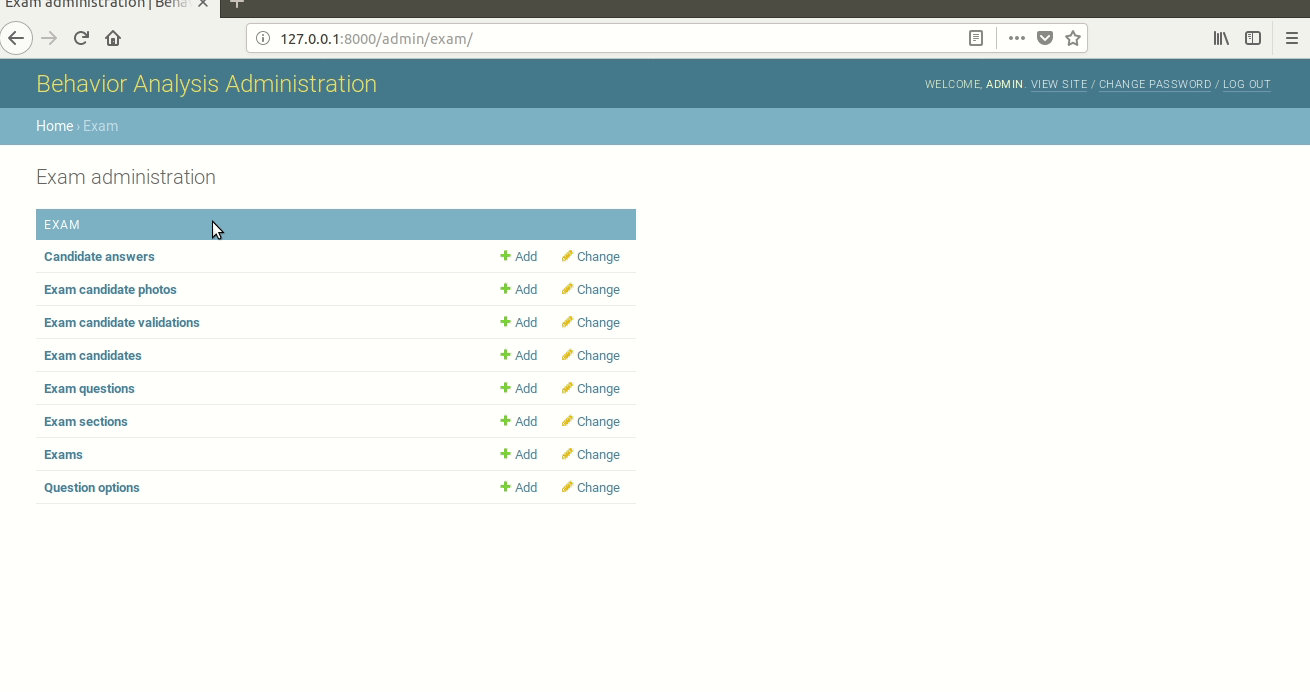 Exam administration | Beha
127.0.0.1:8000/admin/exam/
Behavior Analysis Administration
WELCOME, ADMIN. VIEW SITE / CHANGE PASSWORD / LOG OUT
Home › Exam
Exam administration
EXAM
Candidate answers Add Change
Exam candidate photos Add Change
Exam candidate validations Add Change
Exam candidates Add Change
Exam questions Add Change
Exam sections Add Change
Exams Add Change
Question options Add Change